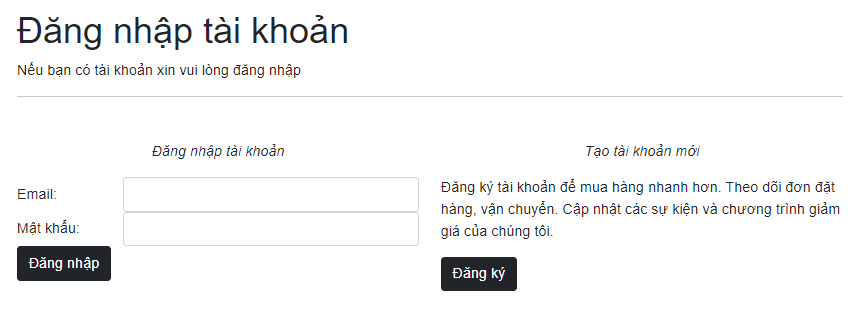 Đăng nhập tài khoản
Nếu bạn có tài khoản xin vui lòng đăng nhập
Đăng nhập tài khoản
Email:
Mật khẩu:
Đăng nhập
Tạo tài khoản mới
Đăng ký tài khoản để mua hàng nhanh hơn. Theo dõi đơn đặt
hàng, vận chuyển. Cập nhật các sự kiện và chương trình giảm
giá của chúng tôi.
Đăng ký